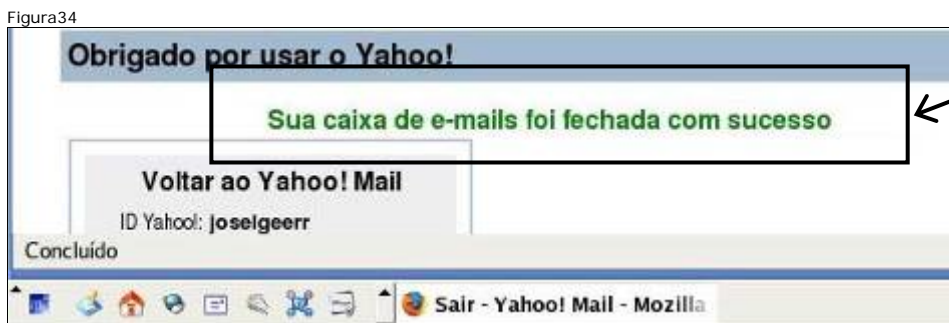 Figura34
Obrigado por usar o Yahoo!
Sua caixa de e-mails foi fechada com sucesso
Voltar ao Yahoo! Mail
ID Yahoo!: joselgeerr
Concluído
Sair - Yahoo! Mail - Mozilla